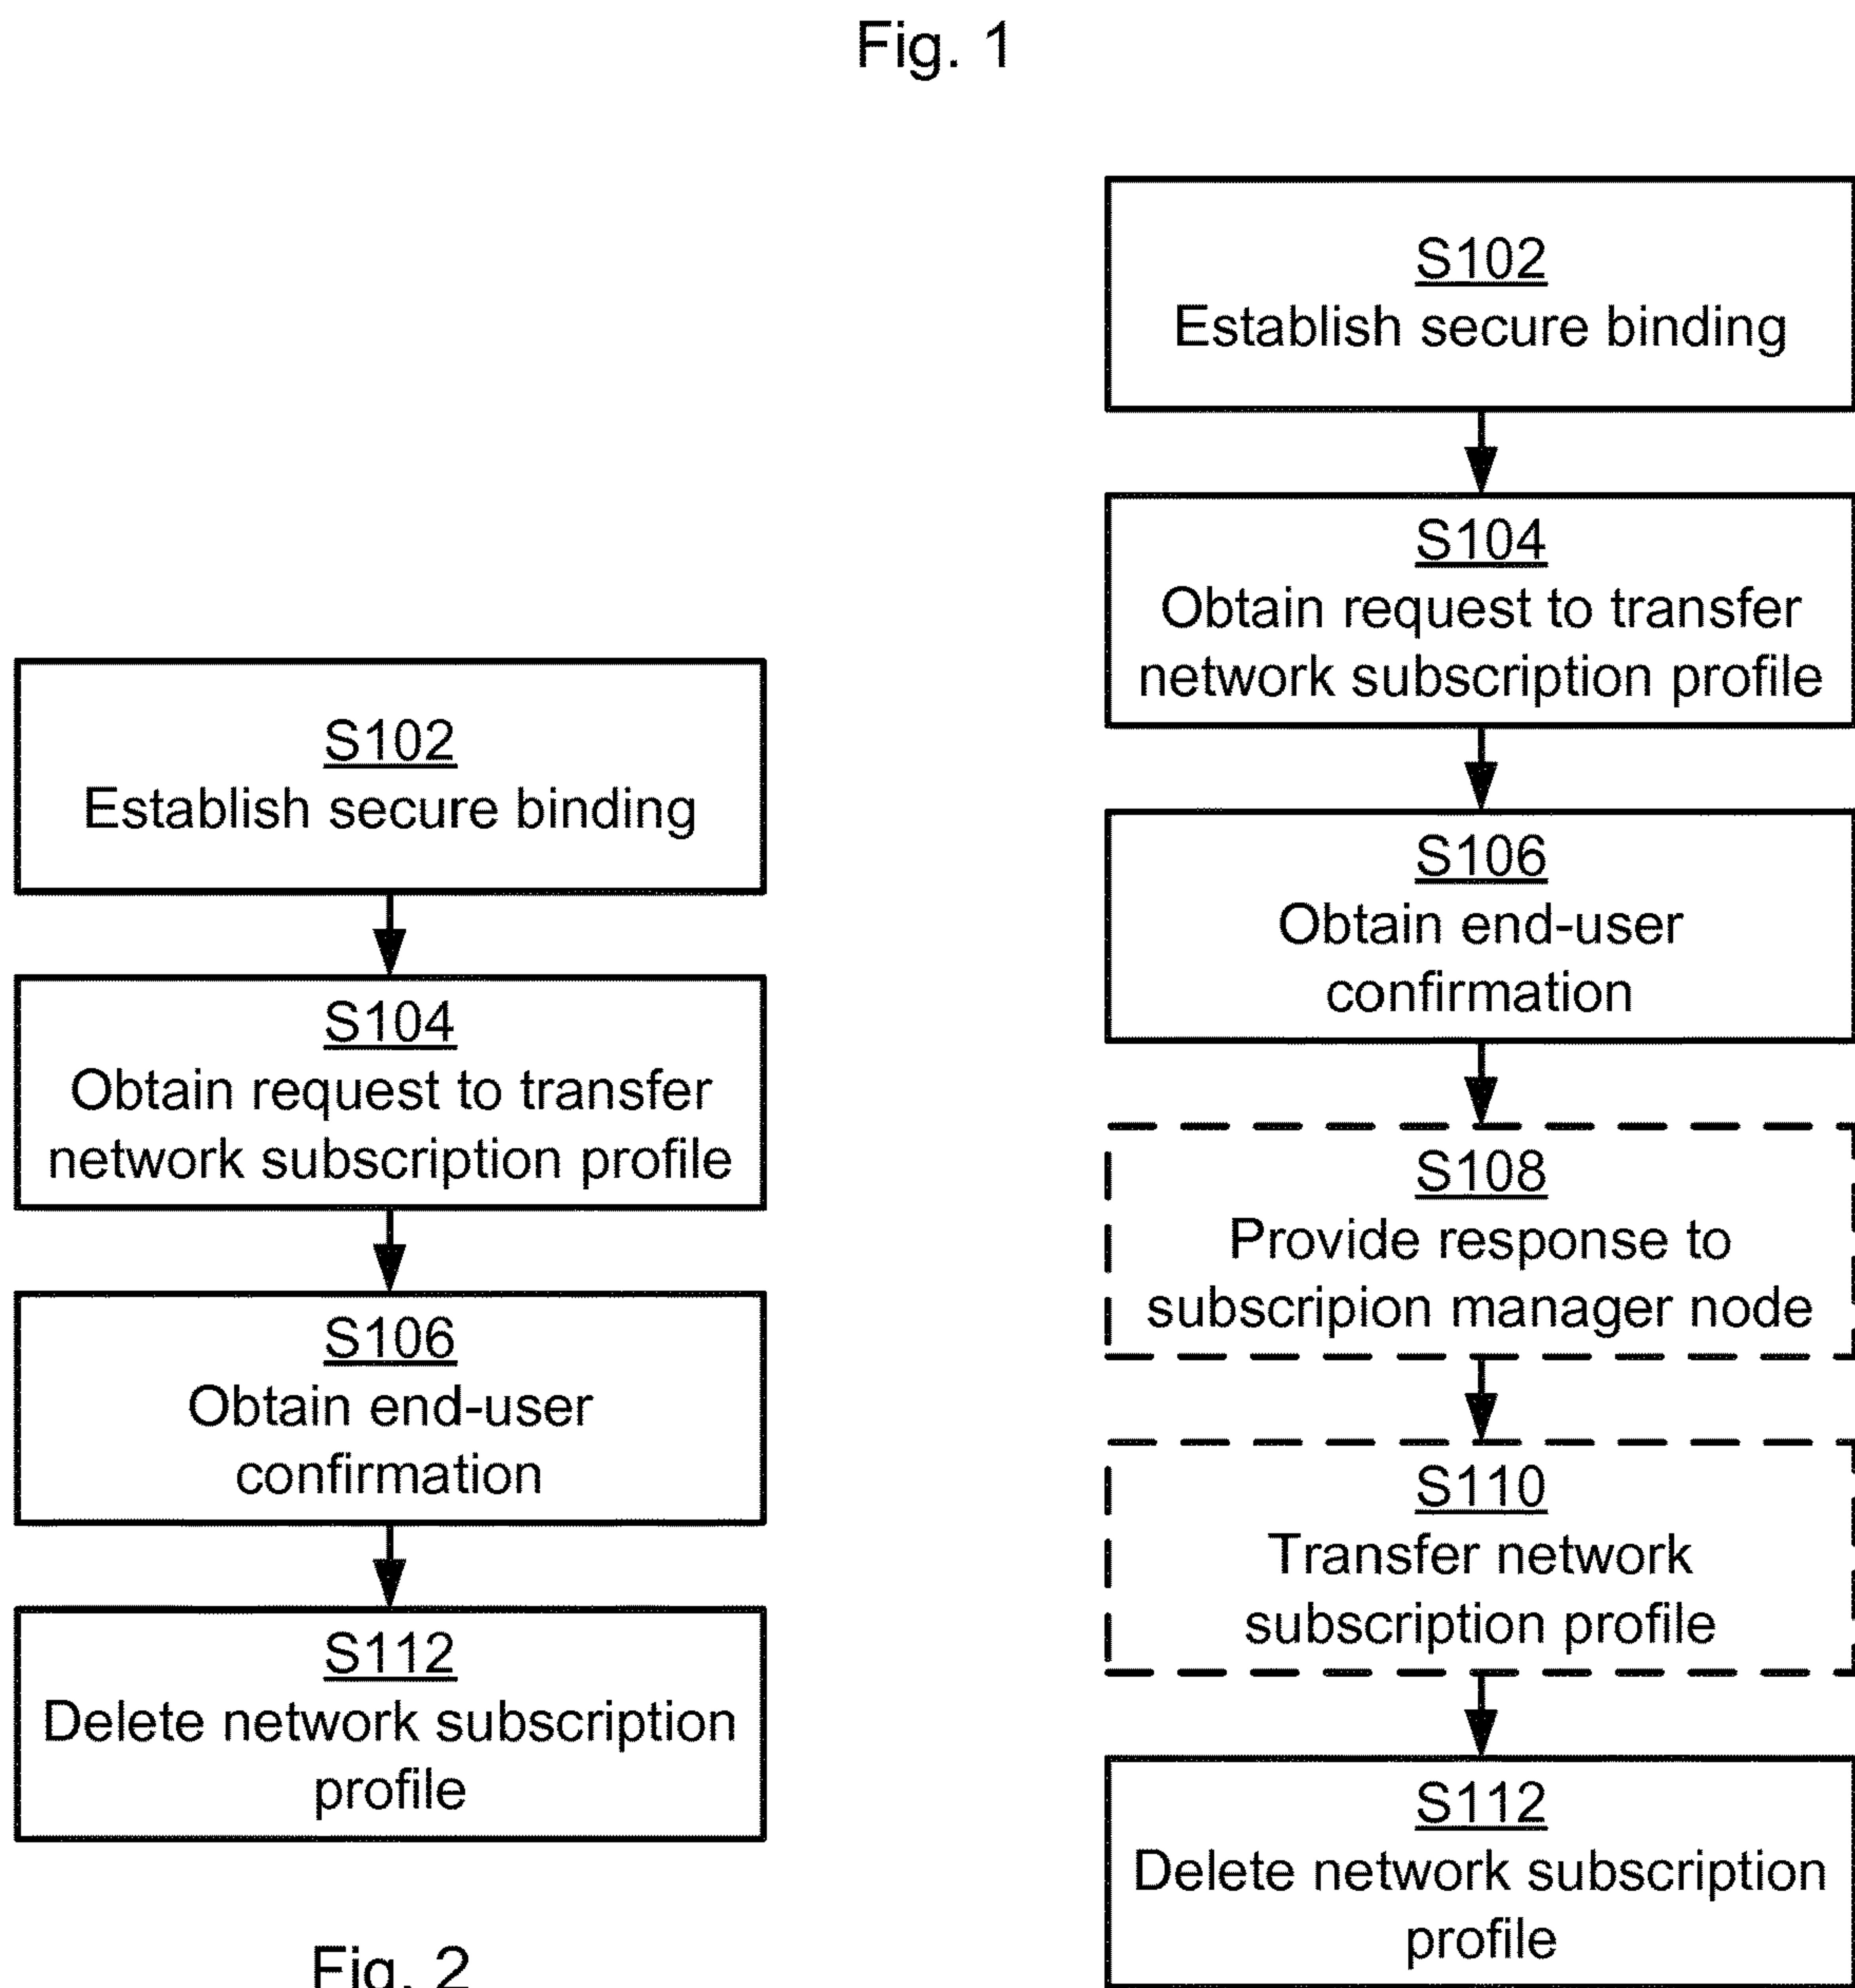 Fig. 1
S102
Establish secure binding
S104
Obtain request to transfer
network subscription profile
S106
Obtain end-user
confirmation
S112
Delete network subscription
profile
Fig. 2
S102
Establish secure binding
S104
Obtain request to transfer
network subscription profile
S106
Obtain end-user
confirmation
S108
Provide response to
subscripion manager node
S110
Transfer network
subscription profile
S112
Delete network subscription
profile